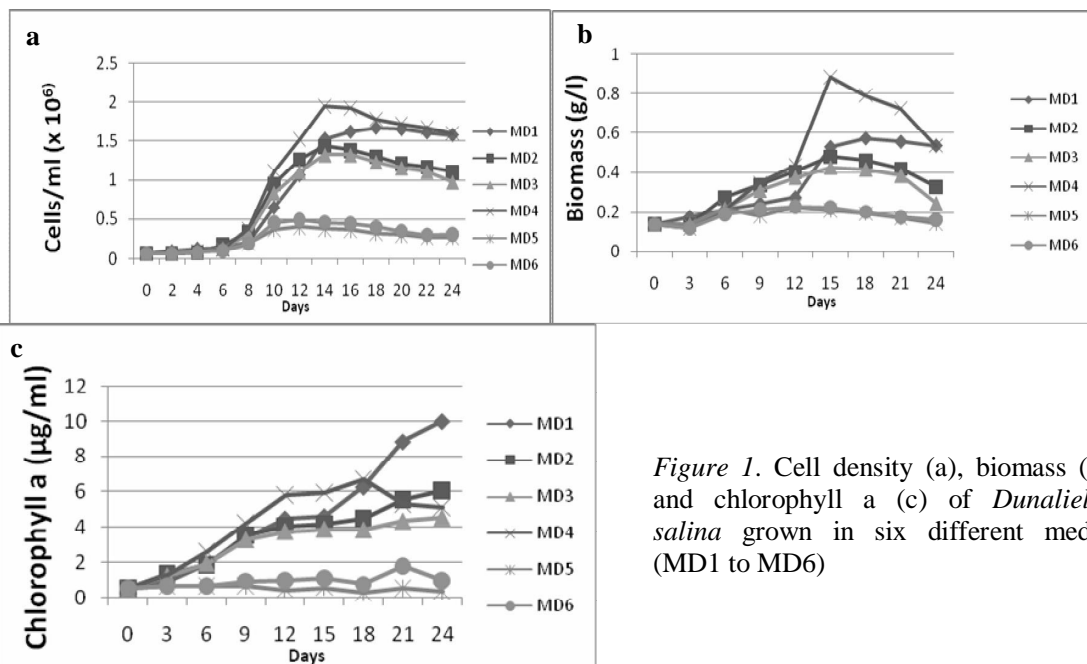 a
Cells/ml (x 10⁶)
2.5
2
1.5
1
0.5
0
0 2 4 6 8 10 12 14 16 18 20 22 24
Days
MD1
MD2
MD3
MD4
MD5
MD6
b
Biomass (g/l)
1
0.8
0.6
0.4
0.2
0
0 3 6 9 12 15 18 21 24
Days
MD1
MD2
MD3
MD4
MD5
MD6
c
Chlorophyll a (µg/ml)
12
10
8
6
4
2
0
0 3 6 9 12 15 18 21 24
Days
MD1
MD2
MD3
MD4
MD5
MD6
Figure 1. Cell density (a), biomass (
and chlorophyll a (c) of Dunaliel
salina grown in six different med
(MD1 to MD6)